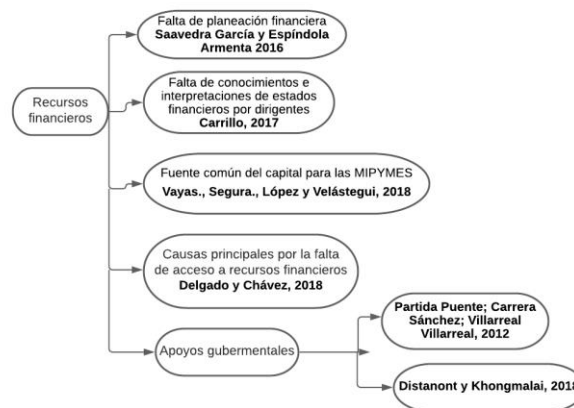 Falta de planeación financiera
Saavedra García y Espíndola
Armenta 2016
Recursos
financieros
Falta de conocimientos e
interpretaciones de estados
financieros por dirigentes
Carrillo, 2017
Fuente común del capital para las MIPYMES
Vayas., Segura., López y Velástegui, 2018
Causas principales por la falta
de acceso a recursos financieros
Delgado y Chávez, 2018
Apoyos gubermentales
Partida Puente; Carrera
Sánchez; Villarreal
Villarreal, 2012
Distanont y Khongmalai, 2018